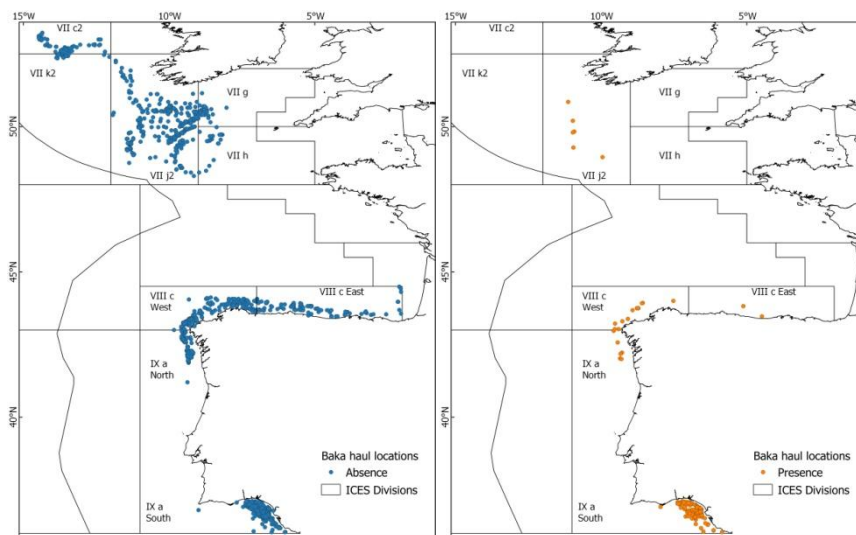 15°W
10°W
5°W
10°W
5°W
VII c2
VII k2
VII g
50°N
VII h
VII j2
45°N
VIII c
West
VIII c East
IX a
North
40°N
IX a
South
Baka haul locations
Absence
ICES Divisions
VII c2
VII k2
VII g
50°N
VII h
VII j2
45°N
VIII c
West
VIII c East
IX a
North
40°N
IX a
South
Baka haul locations
Presence
ICES Divisions